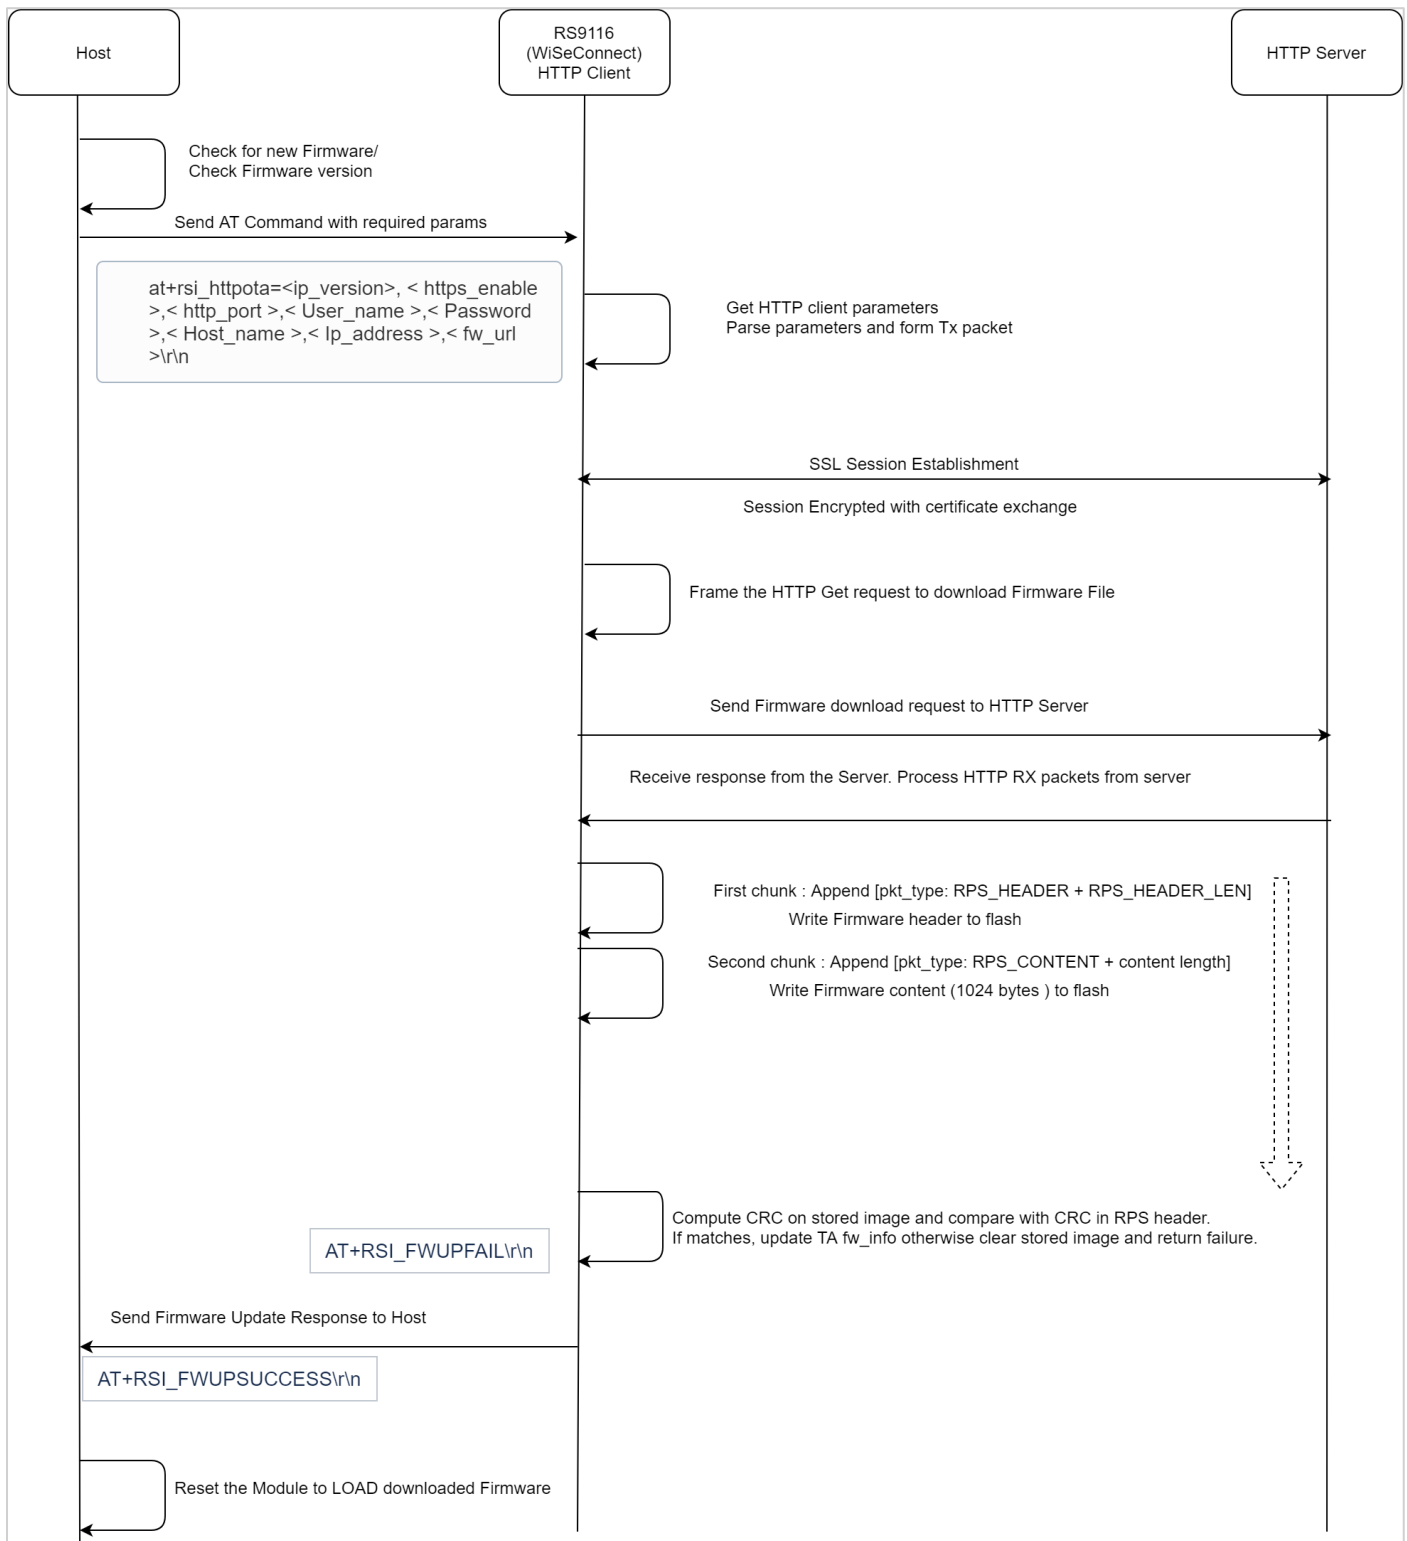 Host
RS9116
(WiSeConnect)
HTTP Client
HTTP Server
Check for new Firmware/
Check Firmware version
Send AT Command with required params
at+rsi_httpota=<ip_version>, < https_enable
>,< http_port >,< User_name >,< Password
>,< Host_name >,< Ip_address >,< fw_url
>\r\n
Get HTTP client parameters
Parse parameters and form Tx packet
SSL Session Establishment
Session Encrypted with certificate exchange
Frame the HTTP Get request to download Firmware File
Send Firmware download request to HTTP Server
Receive response from the Server. Process HTTP RX packets from server
First chunk : Append [pkt_type: RPS_HEADER + RPS_HEADER_LEN]
Write Firmware header to flash
Second chunk : Append [pkt_type: RPS_CONTENT + content length]
Write Firmware content (1024 bytes ) to flash
Compute CRC on stored image and compare with CRC in RPS header.
If matches, update TA fw_info otherwise clear stored image and return failure.
AT+RSI_FWUPFAIL\r\n
Send Firmware Update Response to Host
AT+RSI_FWUPSUCCESS\r\n
Reset the Module to LOAD downloaded Firmware